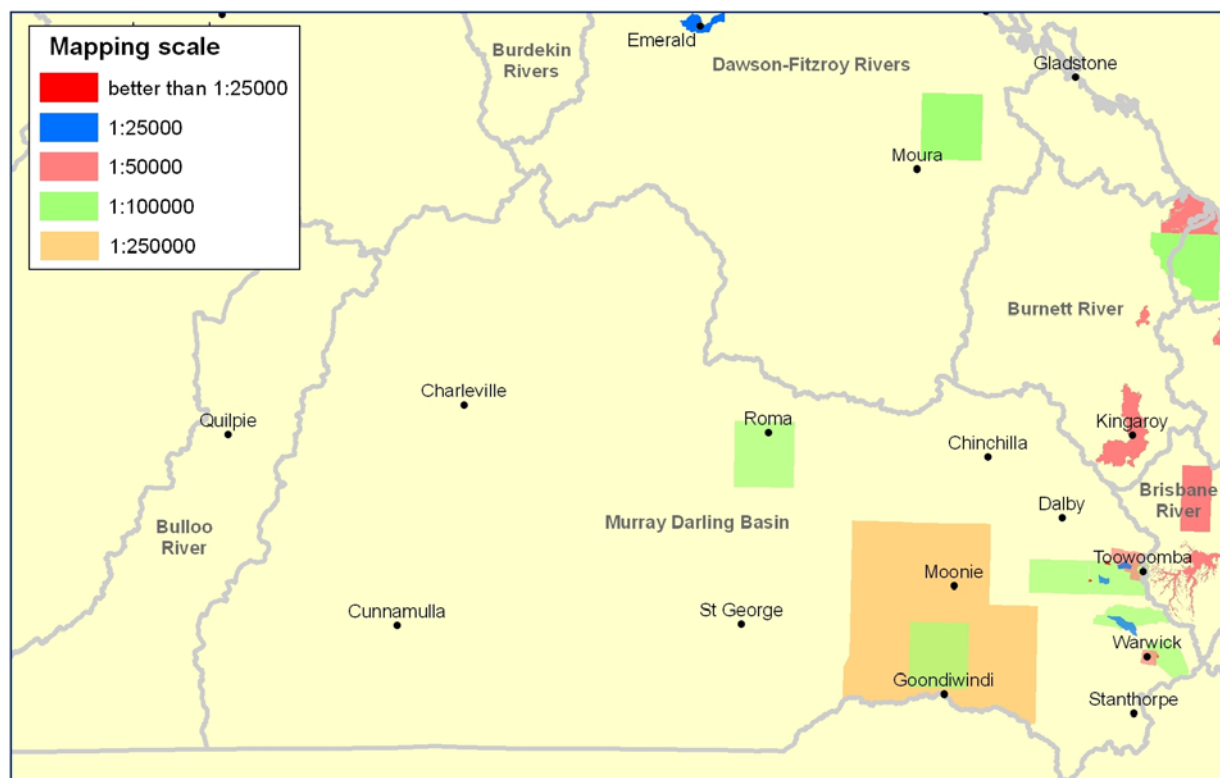 Mapping scale
better than 1:25000
1:25000
1:50000
1:100000
1:250000
Emerald
Burdekin
Rivers
Dawson-Fitzroy Rivers
Gladstone
Moura
Burnett River
Charleville
Quilpie
Roma
Kingaroy
Chinchilla
Brisbane
River
Dalby
Bulloo
River
Murray Darling Basin
Toowoomba
Moonie
Cunnamulla
St George
Warwick
Goondiwindi
Stanthorpe